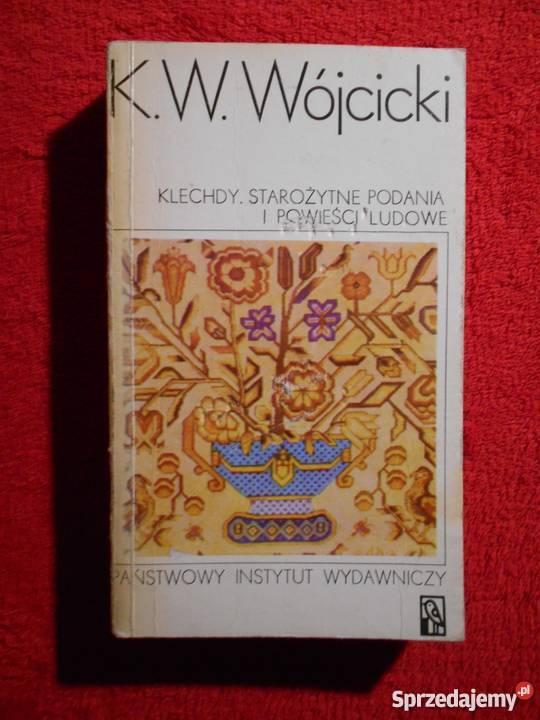 K. W. Wójcicki
KLECHDY. STAROŻYTNE PODANIA
I POWIEŚCI LUDOWE
PAŃSTWOWY INSTYTUT WYDAWNICZY
Sprzedajemy.pl